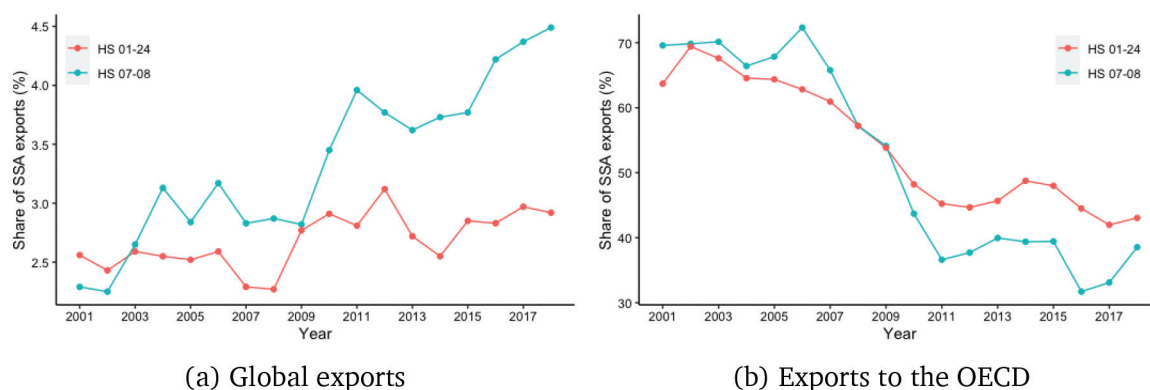 4.5
4.0
3.5
3.0
2.5
Share of SSA exports (%)
HS 01-24
HS 07-08
2001 2003 2005 2007 2009 2011 2013 2015 2017
Year
(a) Global exports
70
60
50
40
30
Share of SSA exports (%)
HS 01-24
HS 07-08
2001 2003 2005 2007 2009 2011 2013 2015 2017
Year
(b) Exports to the OECD